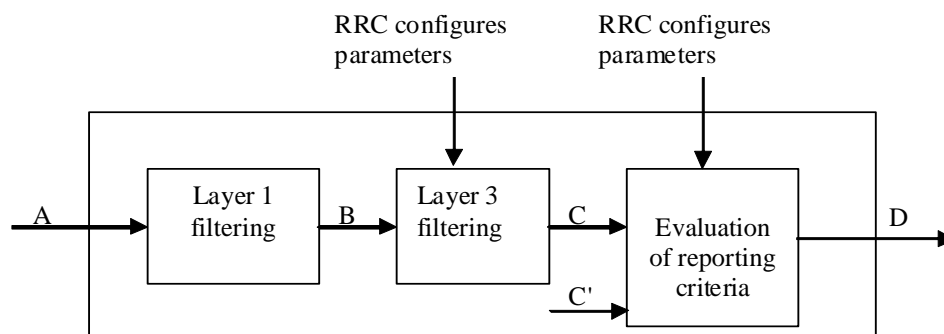 RRC configures
parameters
RRC configures
parameters
A
Layer 1
filtering
B
Layer 3
filtering
C
C'
Evaluation
of reporting
criteria
D